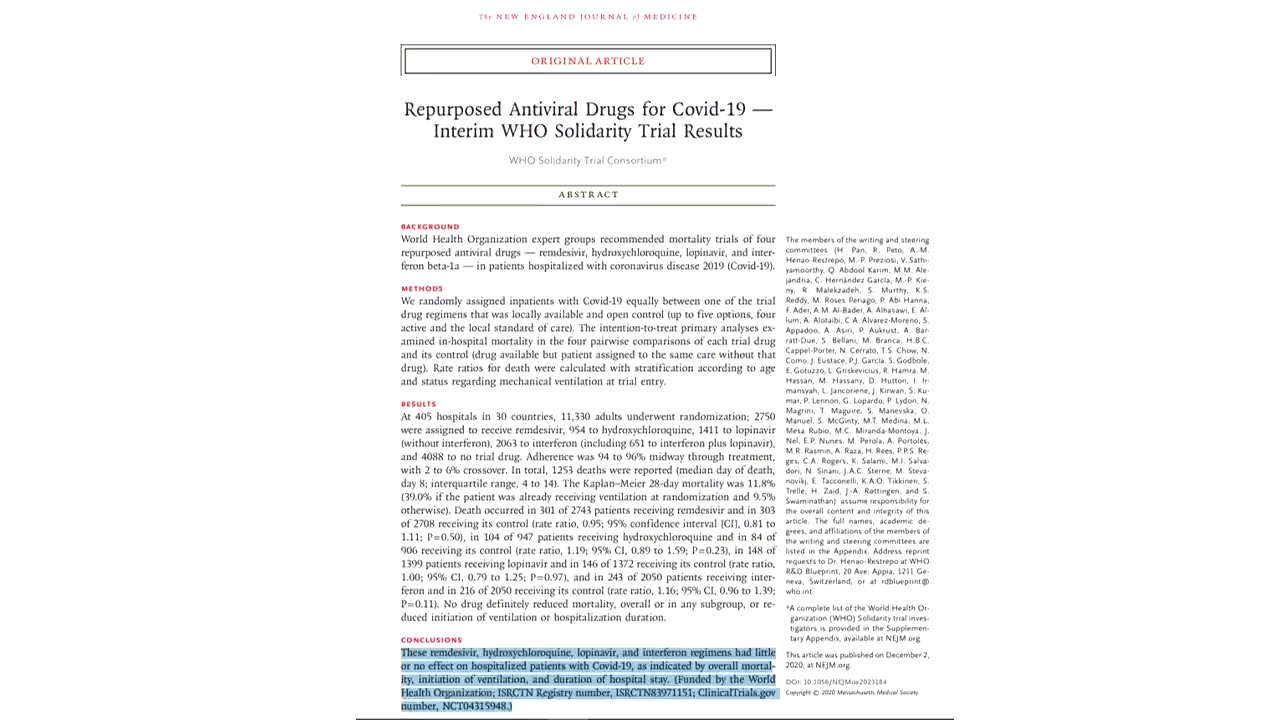 The NEW ENGLAND JOURNAL of MEDICINE
ORIGINAL ARTICLE
Repurposed Antiviral Drugs for Covid-19 —
Interim WHO Solidarity Trial Results
WHO Solidarity Trial Consortium*
ABSTRACT
BACKGROUND
World Health Organization expert groups recommended mortality trials of four
repurposed antiviral drugs — remdesivir, hydroxychloroquine, lopinavir, and inter-
feron beta-1a — in patients hospitalized with coronavirus disease 2019 (Covid-19).
METHODS
We randomly assigned inpatients with Covid-19 equally between one of the trial
drug regimens that was locally available and open control (up to five options, four
active and the local standard of care). The intention-to-treat primary analyses ex-
amined in-hospital mortality in the four pairwise comparisons of each trial drug
and its control (drug available but patient assigned to the same care without that
drug). Rate ratios for death were calculated with stratification according to age
and status regarding mechanical ventilation at trial entry.
RESULTS
At 405 hospitals in 30 countries, 11,330 adults underwent randomization; 2750
were assigned to receive remdesivir, 954 to hydroxychloroquine, 1411 to lopinavir
(without interferon), 2063 to interferon (including 651 to interferon plus lopinavir),
and 4088 to no trial drug. Adherence was 94 to 96% midway through treatment,
with 2 to 6% crossover. In total, 1253 deaths were reported (median day of death,
day 8; interquartile range, 4 to 14). The Kaplan–Meier 28-day mortality was 11.8%
(39.0% if the patient was already receiving ventilation at randomization and 9.5%
otherwise). Death occurred in 301 of 2743 patients receiving remdesivir and in 303
of 2708 receiving its control (rate ratio, 0.95; 95% confidence interval [CI], 0.81 to
1.11; P=0.50), in 104 of 947 patients receiving hydroxychloroquine and in 84 of
906 receiving its control (rate ratio, 1.19; 95% CI, 0.89 to 1.59; P=0.23), in 148 of
1399 patients receiving lopinavir and in 146 of 1372 receiving its control (rate ratio,
1.00; 95% CI, 0.79 to 1.25; P=0.97), and in 243 of 2050 patients receiving inter-
feron and in 216 of 2050 receiving its control (rate ratio, 1.16; 95% CI, 0.96 to 1.39;
P=0.11). No drug definitely reduced mortality, overall or in any subgroup, or re-
duced initiation of ventilation or hospitalization duration.
CONCLUSIONS
These remdesivir, hydroxychloroquine, lopinavir, and interferon regimens had little
or no effect on hospitalized patients with Covid-19, as indicated by overall mortal-
ity, initiation of ventilation, and duration of hospital stay. (Funded by the World
Health Organization; ISRCTN Registry number, ISRCTN83971151; ClinicalTrials.gov
number, NCT04315948.)
The members of the writing and steering
committees (H. Pan, R. Peto, A.-M.
Henao-Restrepo, M.-P. Preziosi, V. Sathi-
yamoorthy, Q. Abdool Karim, M.M. Ale-
jandria, C. Hernández García, M.-P. Kie-
ny, R. Malekzadeh, S. Murthy, K.S.
Reddy, M. Roses Periago, P. Abi Hanna,
F. Ader, A.M. Al-Bader, A. Alhasawi, E. Al-
lum, A. Alotaibi, C.A. Alvarez-Moreno, S.
Appadoo, A. Asiri, P. Aukrust, A. Bar-
ratt-Due, S. Bellani, M. Branca, H.B.C.
Cappel-Porter, N. Cerrato, T.S. Chow, N.
Como, J. Eustace, P.J. García, S. Godbole,
E. Gotuzzo, L. Griskevicius, R. Hamra, M.
Hassan, M. Hassany, D. Hutton, I. Ir-
mansyah, L. Jancoriene, J. Kirwan, S. Ku-
mar, P. Lennon, G. Lopardo, P. Lydon, N.
Magrini, T. Maguire, S. Manevska, O.
Manuel, S. McGinty, M.T. Medina, M.L.
Mesa Rubio, M.C. Miranda-Montoya, J.
Nel, E.P. Nunes, M. Perola, A. Portolés,
M.R. Rasmin, A. Raza, H. Rees, P.P.S. Re-
ges, C.A. Rogers, K. Salami, M.I. Salva-
dori, N. Sinani, J.A.C. Sterne, M. Steva-
novikj, E. Tacconelli, K.A.O. Tikkinen, S.
Trelle, H. Zaid, J.-A. Røttingen, and S.
Swaminathan) assume responsibility for
the overall content and integrity of this
article. The full names, academic de-
grees, and affiliations of the members of
the writing and steering committees are
listed in the Appendix. Address reprint
requests to Dr. Henao-Restrepo at WHO
R&D Blueprint, 20 Ave. Appia, 1211 Ge-
neva, Switzerland, or at rdblueprint@
who.int.
*A complete list of the World Health Or-
ganization (WHO) Solidarity trial inves-
tigators is provided in the Supplemen-
tary Appendix, available at NEJM.org
This article was published on December 2,
2020, at NEJM.org.
DOI: 10.1056/NEJMoa2023184
Copyright © 2020 Massachusetts Medical Society.